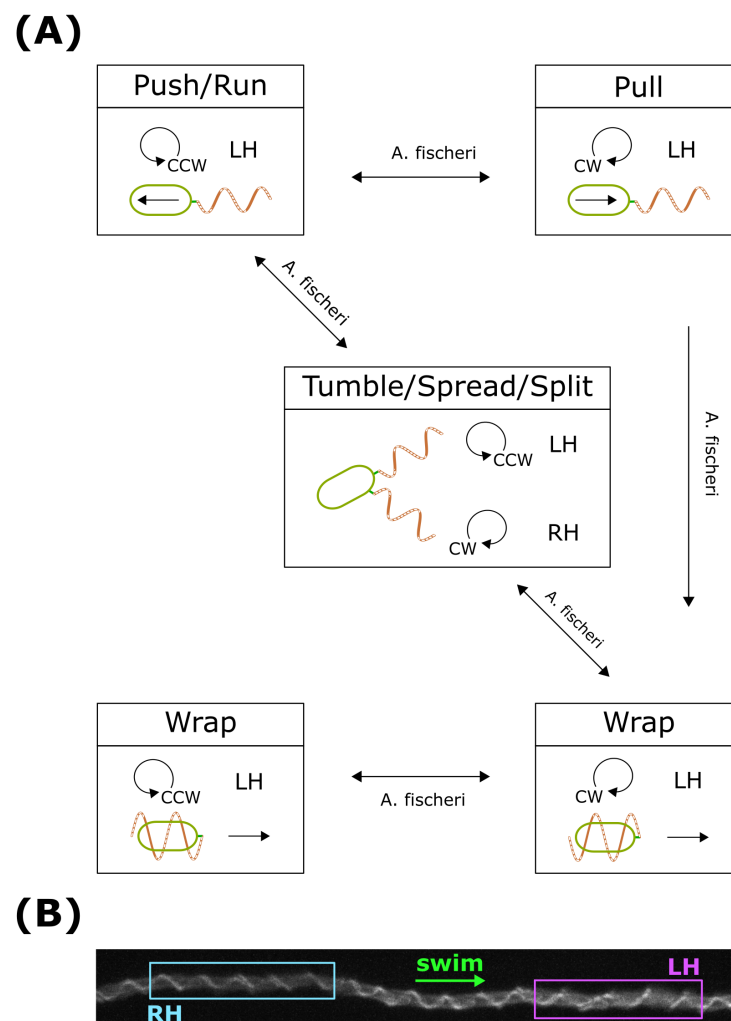 (A)
Push/Run
CCW
LH
A. fischeri
Pull
CW
LH
A. fischeri
Tumble/Spread/Split
CCW
LH
CW
RH
A. fischeri
A. fischeri
Wrap
CCW
LH
A. fischeri
Wrap
CW
LH
(B)
swim
LH
RH